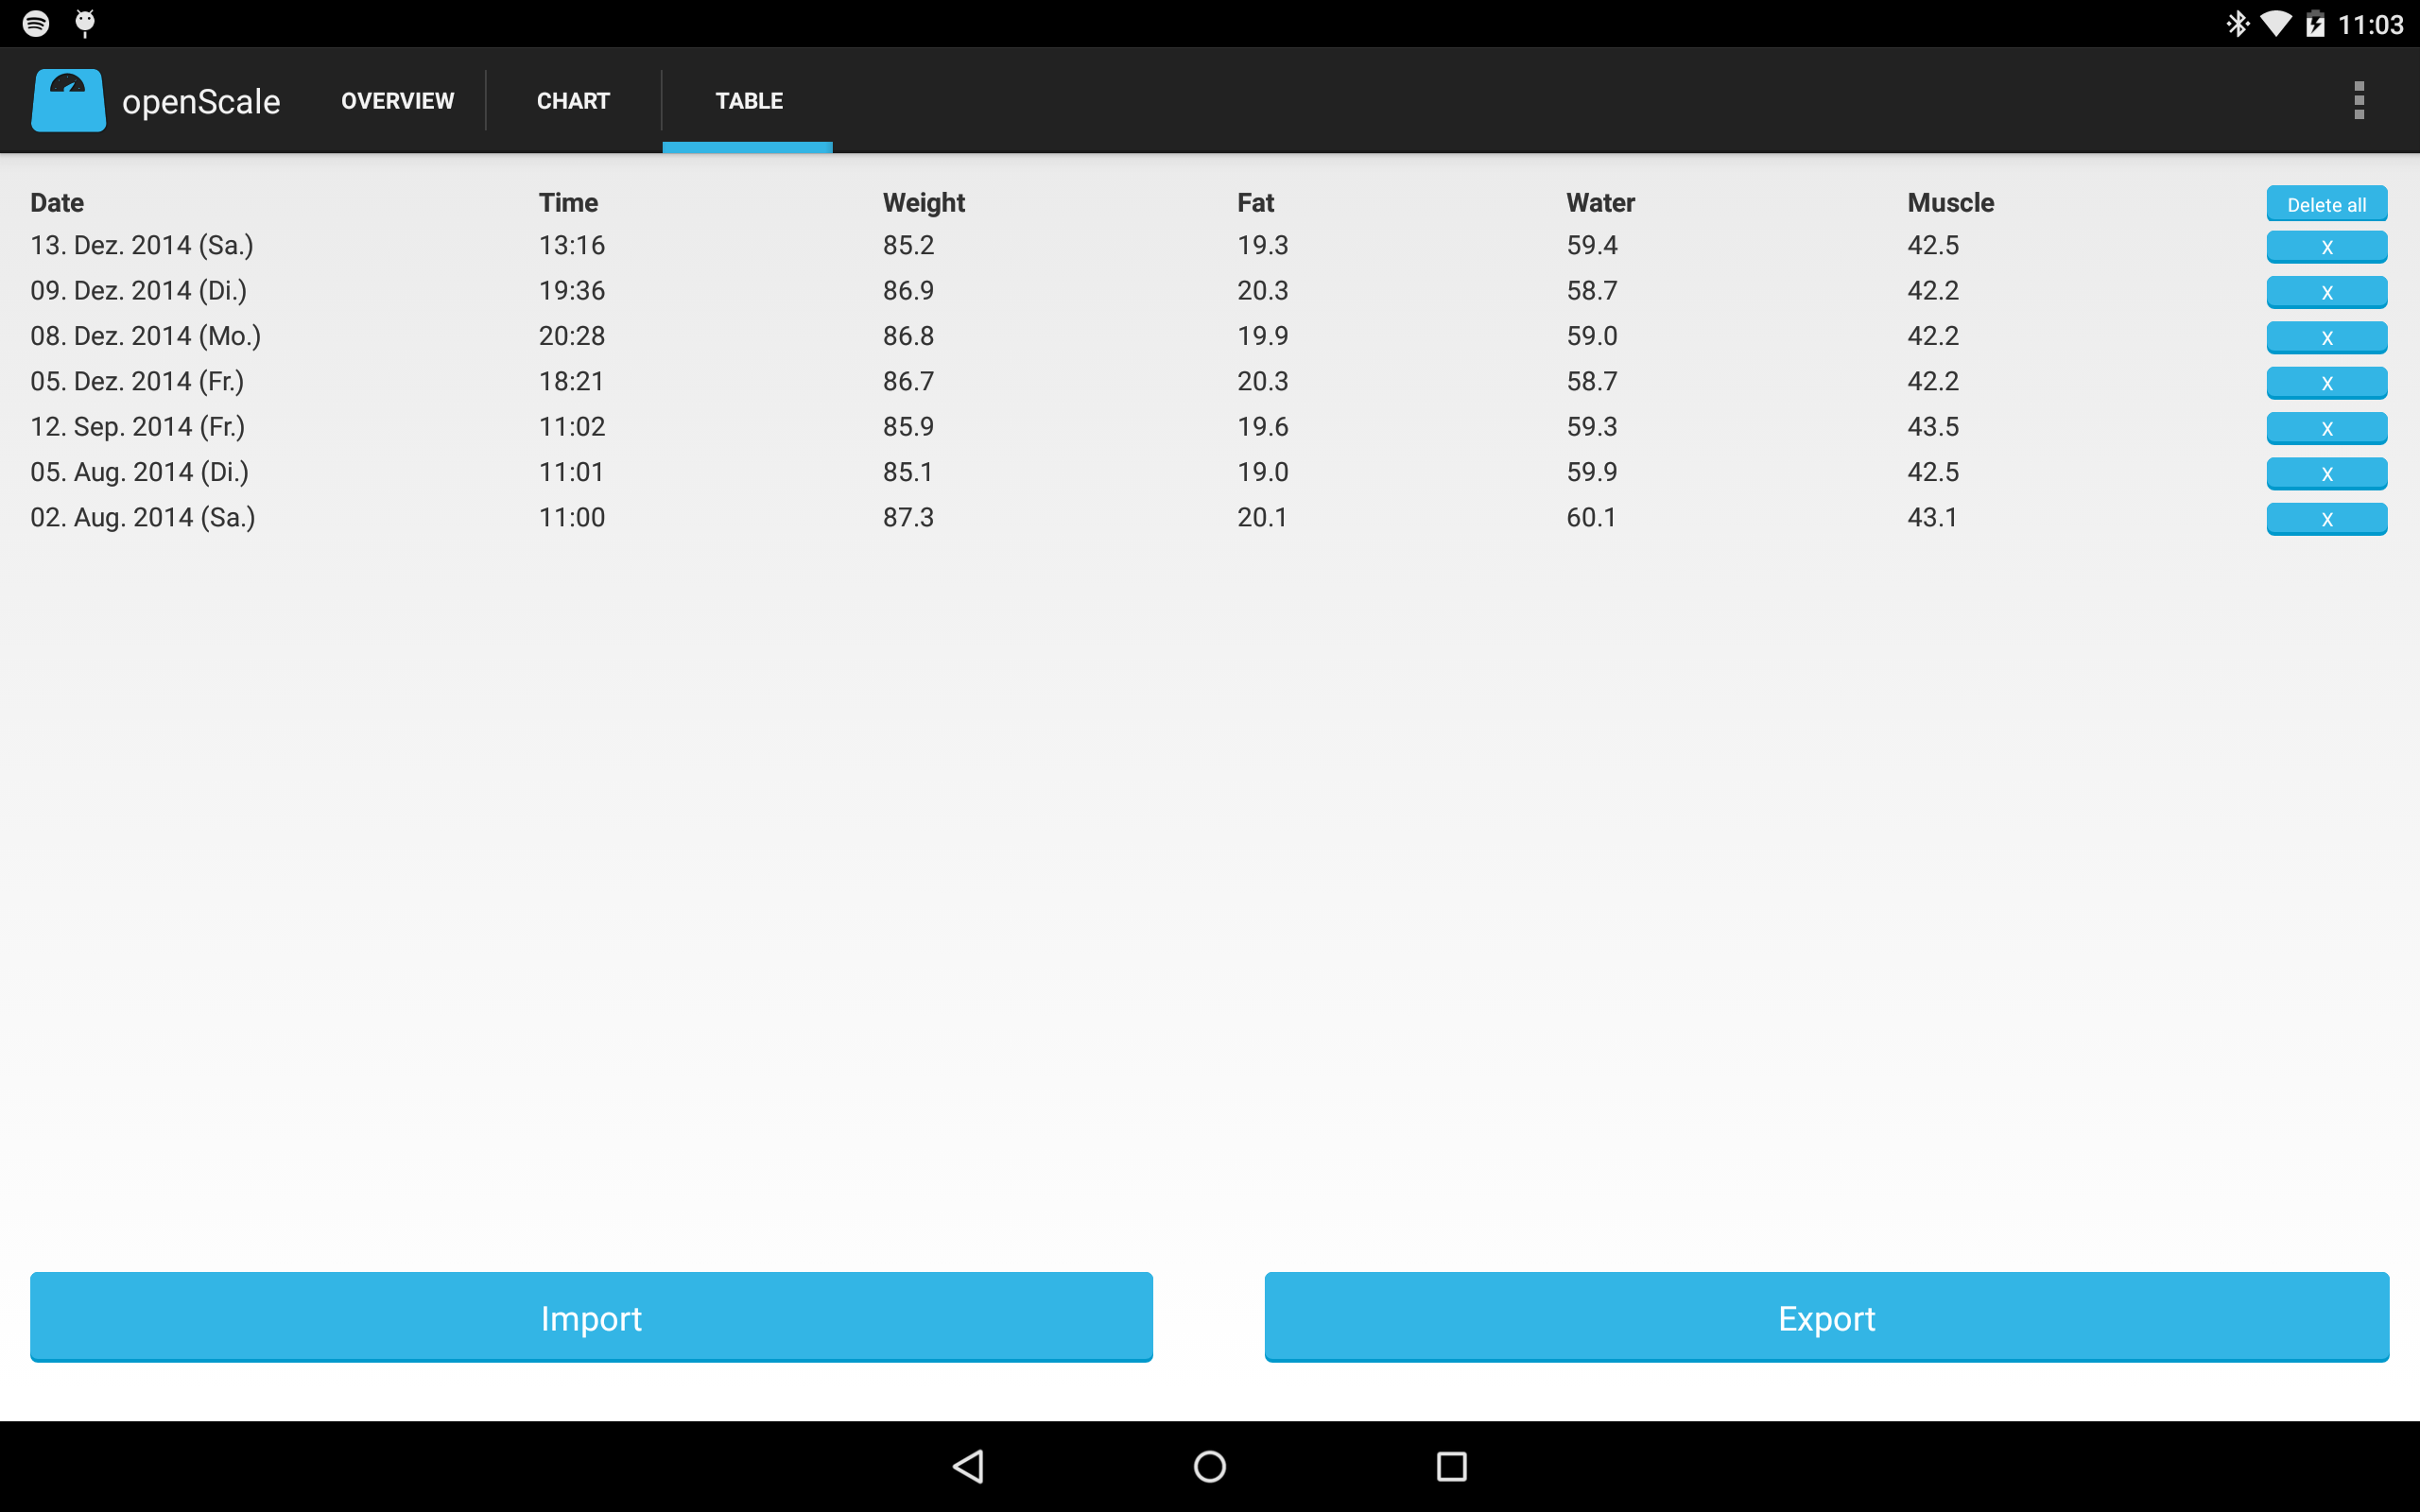 11:03
openScale OVERVIEW CHART TABLE
Date Time Weight Fat Water Muscle Delete all
13. Dez. 2014 (Sa.) 13:16 85.2 19.3 59.4 42.5 X
09. Dez. 2014 (Di.) 19:36 86.9 20.3 58.7 42.2 X
08. Dez. 2014 (Mo.) 20:28 86.8 19.9 59.0 42.2 X
05. Dez. 2014 (Fr.) 18:21 86.7 20.3 58.7 42.2 X
12. Sep. 2014 (Fr.) 11:02 85.9 19.6 59.3 43.5 X
05. Aug. 2014 (Di.) 11:01 85.1 19.0 59.9 42.5 X
02. Aug. 2014 (Sa.) 11:00 87.3 20.1 60.1 43.1 X
Import Export